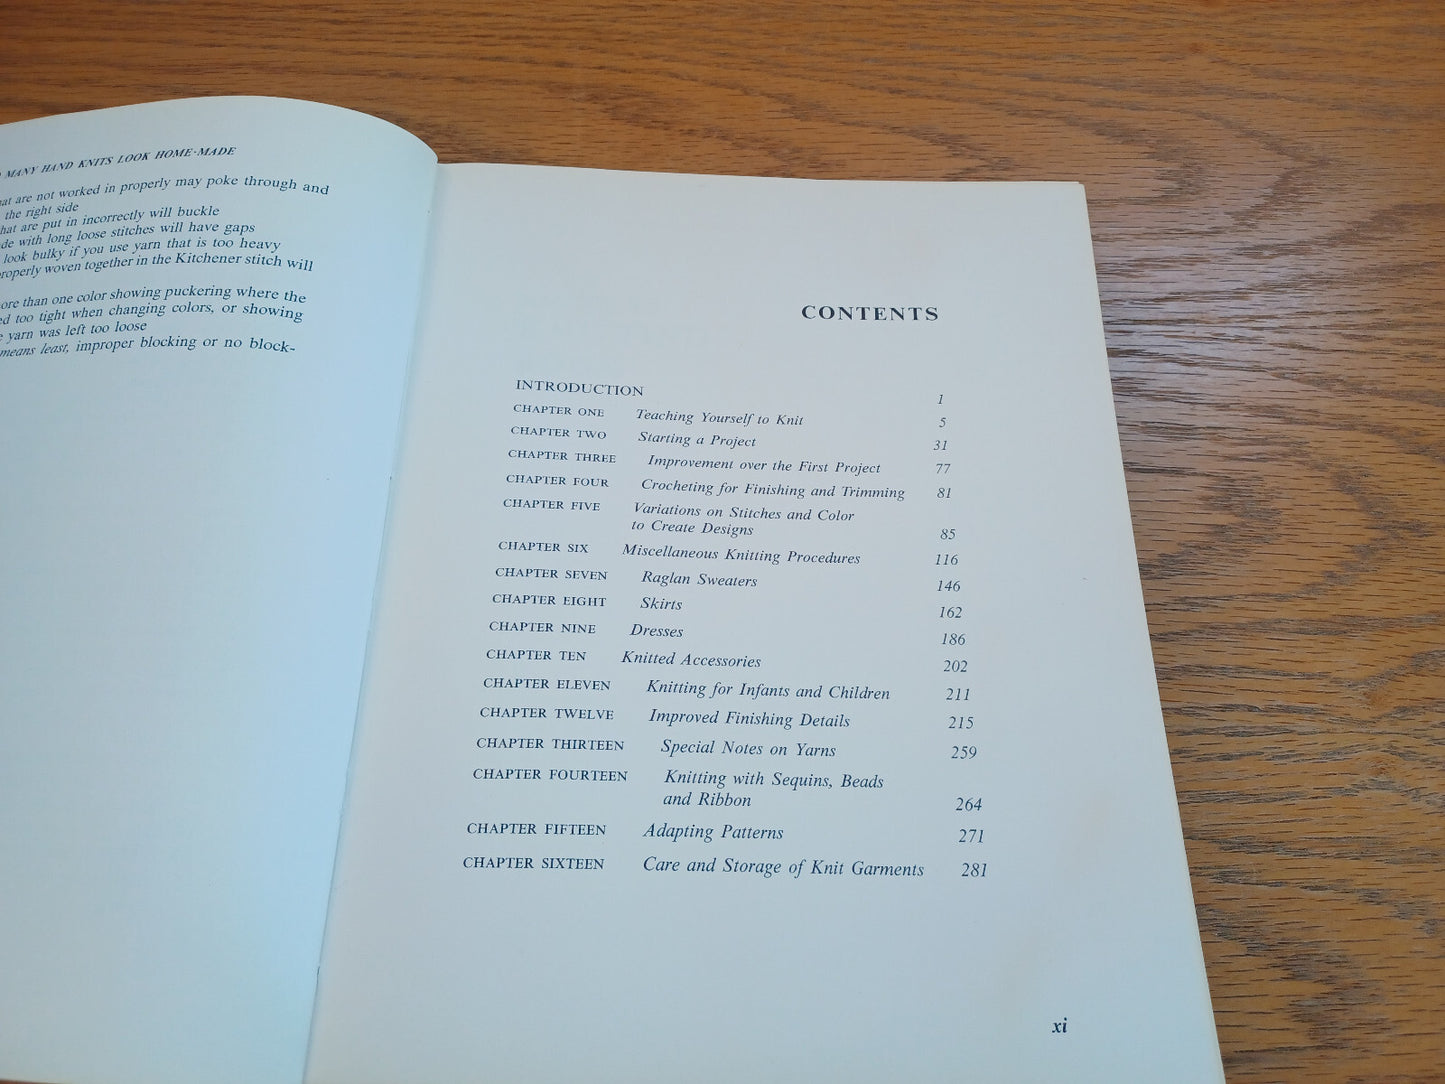 MANY HAND KNITS LOOK HOME-MADE
are not worked in properly may poke through and
the right side
that are put in incorrectly will buckle
with long loose stitches will have gaps
look bulky if you use yarn that is too heavy
properly woven together in the Kitchener stitch will
more than one color showing puckering where the
too tight when changing colors, or showing
yarn was left too loose
means least, improper blocking or no block-
CONTENTS
INTRODUCTION 1
CHAPTER ONE Teaching Yourself to Knit 5
CHAPTER TWO Starting a Project 31
CHAPTER THREE Improvement over the First Project 77
CHAPTER FOUR Crocheting for Finishing and Trimming 81
CHAPTER FIVE Variations on Stitches and Color
to Create Designs 85
CHAPTER SIX Miscellaneous Knitting Procedures 116
CHAPTER SEVEN Raglan Sweaters 146
CHAPTER EIGHT Skirts 162
CHAPTER NINE Dresses 186
CHAPTER TEN Knitted Accessories 202
CHAPTER ELEVEN Knitting for Infants and Children 211
CHAPTER TWELVE Improved Finishing Details 215
CHAPTER THIRTEEN Special Notes on Yarns 259
CHAPTER FOURTEEN Knitting with Sequins, Beads
and Ribbon 264
CHAPTER FIFTEEN Adapting Patterns 271
CHAPTER SIXTEEN Care and Storage of Knit Garments 281
xi